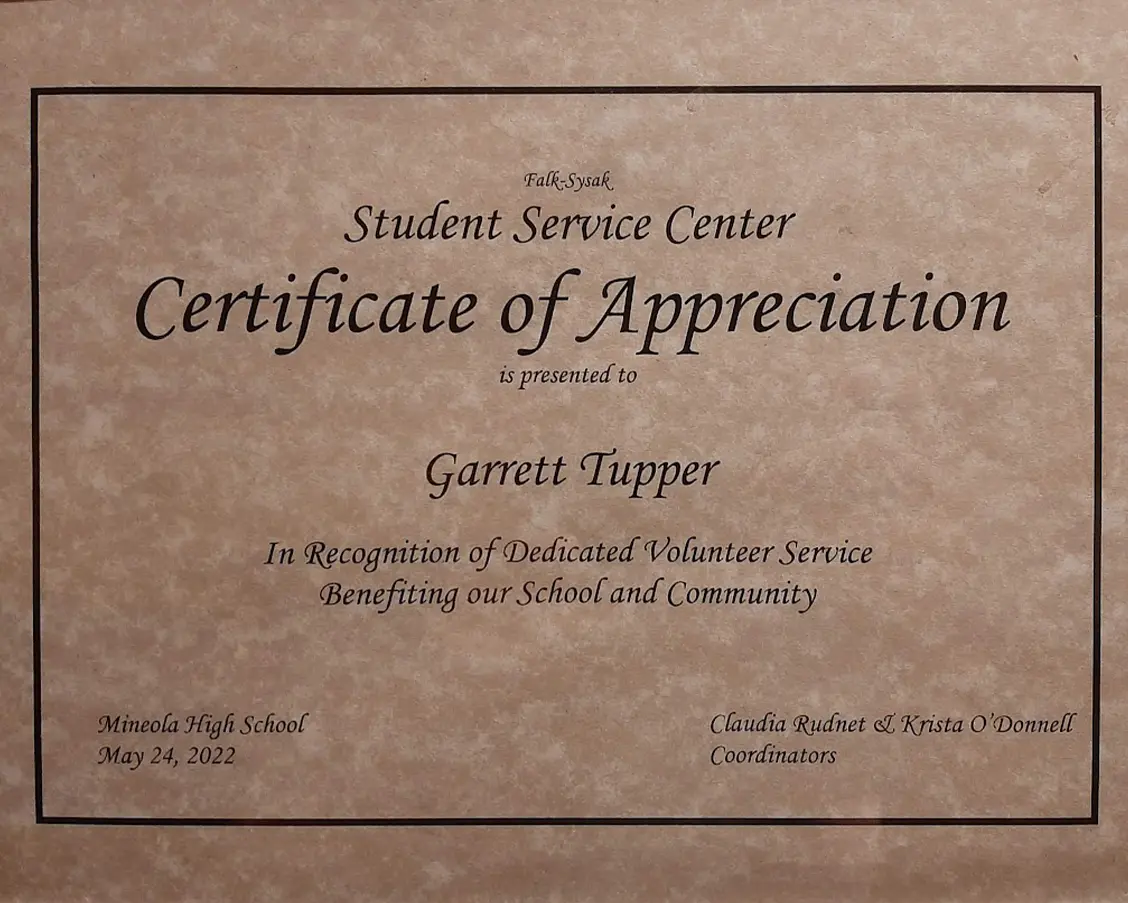 Falk-Sysak
Student Service Center
Certificate of Appreciation
is presented to
Garrett Tupper
In Recognition of Dedicated Volunteer Service
Benefiting our School and Community
Mineola High School
May 24, 2022
Claudia Rudnet & Krista O'Donnell
Coordinators